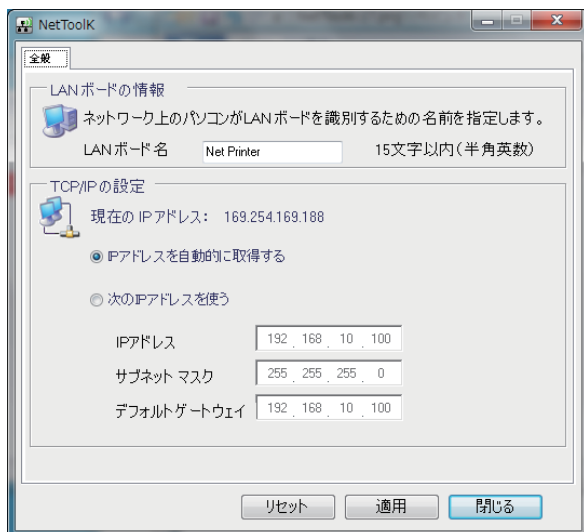 NetToolK
全般
LANボードの情報
ネットワーク上のパソコンがLANボードを識別するための名前を指定します。
LANボード名 Net Printer 15文字以内(半角英数)
TCP/IPの設定
現在のIPアドレス: 169.254.169.188
IPアドレスを自動的に取得する
次のIPアドレスを使う
IPアドレス 192 . 168 . 10 . 100
サブネット マスク 255 . 255 . 255 . 0
デフォルトゲートウェイ 192 . 168 . 10 . 100
リセット 適用 閉じる